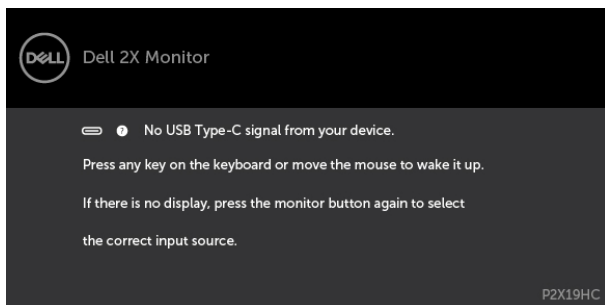 DELL
Dell 2X Monitor
? No USB Type-C signal from your device.
Press any key on the keyboard or move the mouse to wake it up.
If there is no display, press the monitor button again to select
the correct input source.
P2X19HC